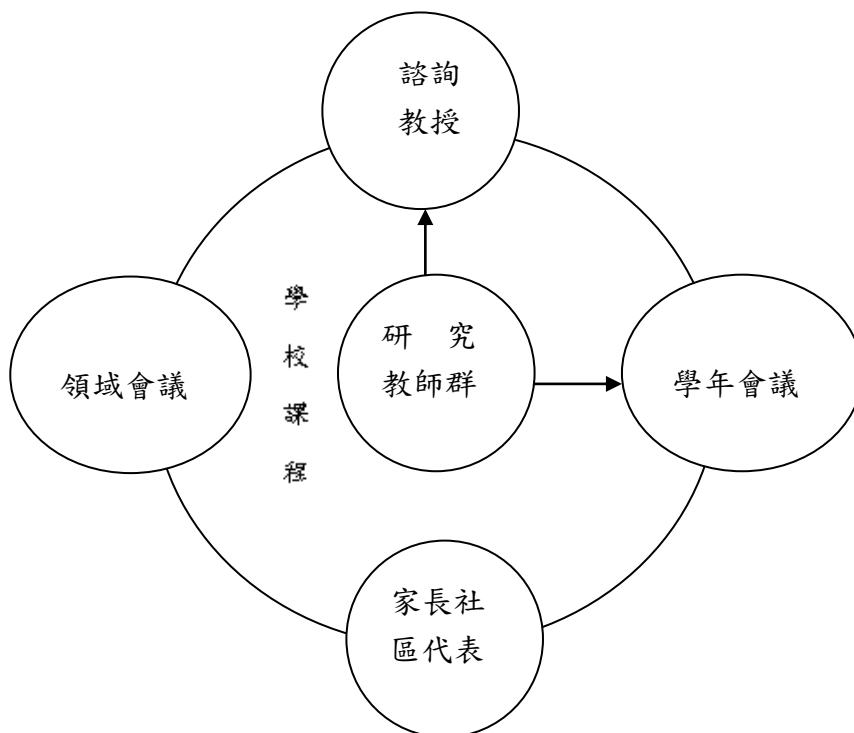 諮詢
教授
領域會議
學校課程
研 究
教師群
學年會議
家長社
區代表